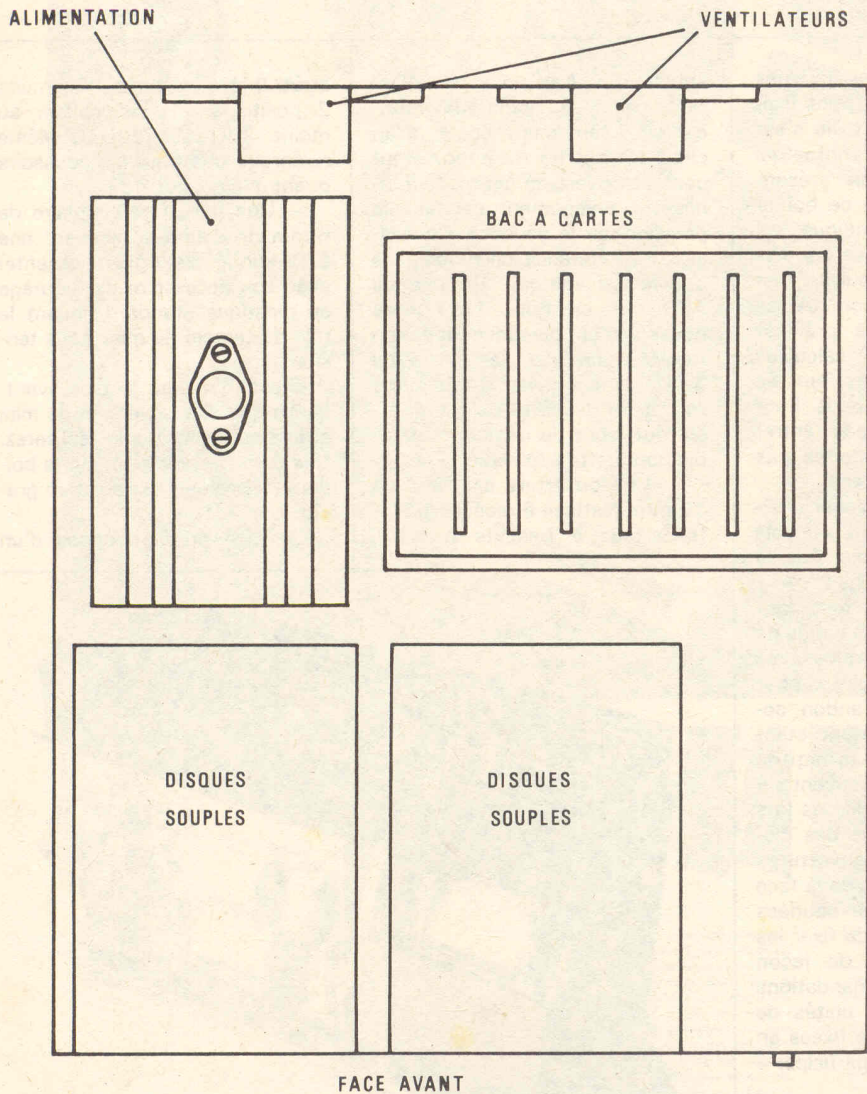 ALIMENTATION
VENTILATEURS
BAC A CARTES
DISQUES
SOUPLES
DISQUES
SOUPLES
FACE AVANT